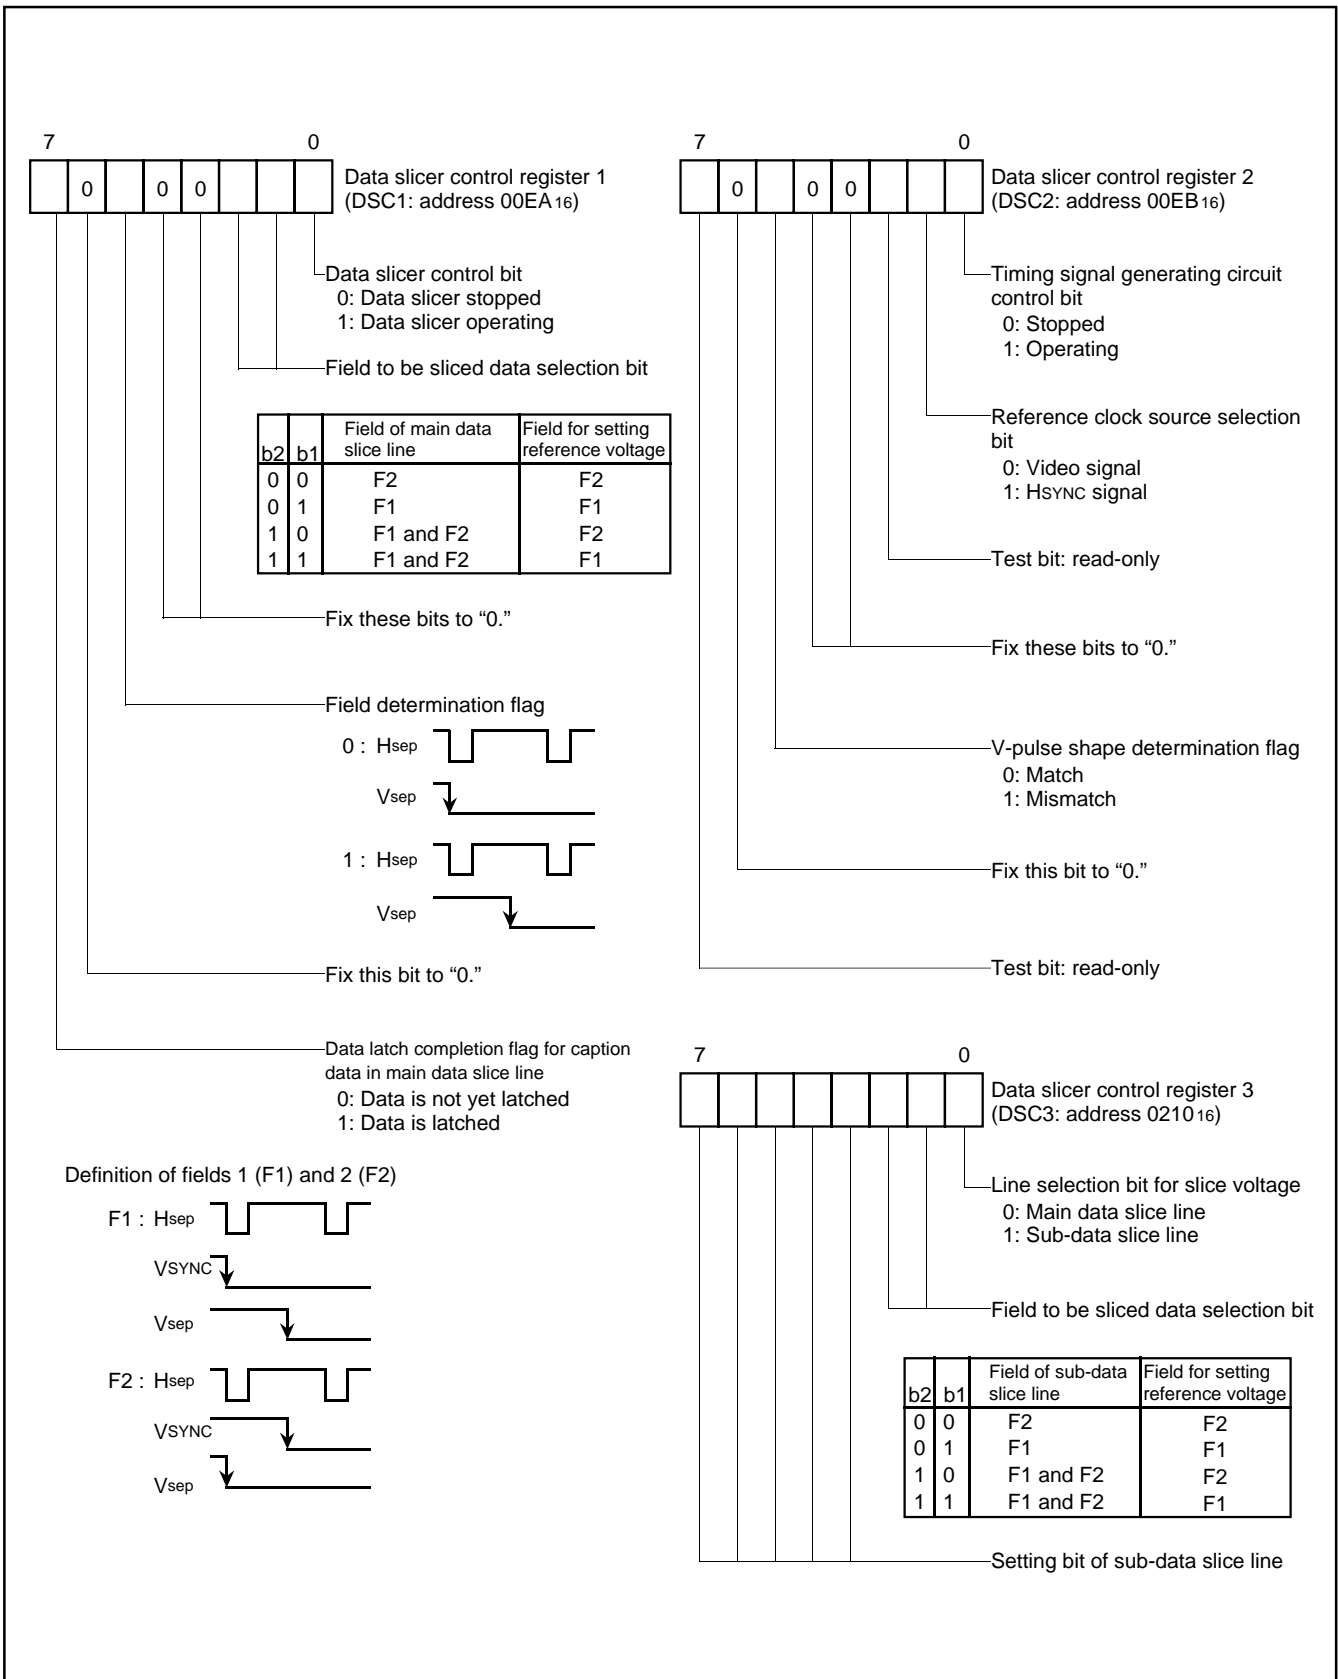 7 0
0 0 0
Data slicer control register 1
(DSC1: address 00EA16)
Data slicer control bit
0: Data slicer stopped
1: Data slicer operating
Field to be sliced data selection bit
b2 b1 Field of main data slice line Field for setting reference voltage
0 0 F2 F2
0 1 F1 F1
1 0 F1 and F2 F2
1 1 F1 and F2 F1
Fix these bits to “0.”
Field determination flag
0 : Hsep
Vsep
1 : Hsep
Vsep
Fix this bit to “0.”
Data latch completion flag for caption
data in main data slice line
0: Data is not yet latched
1: Data is latched
Definition of fields 1 (F1) and 2 (F2)
F1 : Hsep
VSYNC
Vsep
F2 : Hsep
VSYNC
Vsep
7 0
0 0 0
Data slicer control register 2
(DSC2: address 00EB16)
Timing signal generating circuit
control bit
0: Stopped
1: Operating
Reference clock source selection
bit
0: Video signal
1: HSYNC signal
Test bit: read-only
Fix these bits to “0.”
V-pulse shape determination flag
0: Match
1: Mismatch
Fix this bit to “0.”
Test bit: read-only
7 0
Data slicer control register 3
(DSC3: address 021016)
Line selection bit for slice voltage
0: Main data slice line
1: Sub-data slice line
Field to be sliced data selection bit
b2 b1 Field of sub-data slice line Field for setting reference voltage
0 0 F2 F2
0 1 F1 F1
1 0 F1 and F2 F2
1 1 F1 and F2 F1
Setting bit of sub-data slice line